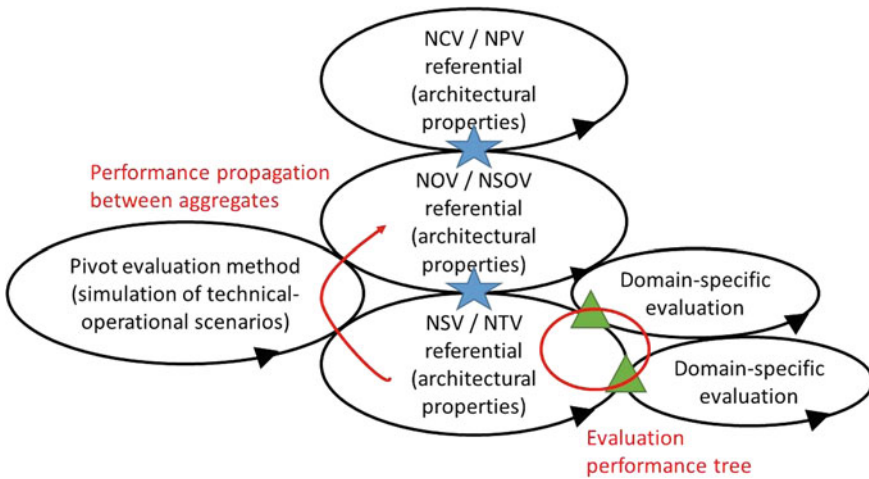 NCV / NPV
referential
(architectural
properties)
Performance propagation
between aggregates
NOV / NSOV
referential
(architectural
properties)
Pivot evaluation method
(simulation of technical-
operational scenarios)
Domain-specific
evaluation
NSV / NTV
referential
(architectural
properties)
Domain-specific
evaluation
Evaluation
performance tree